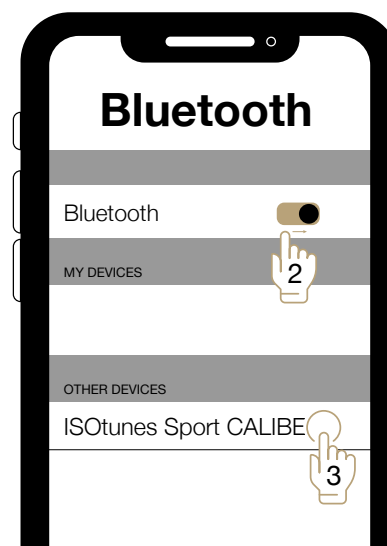 Bluetooth
Bluetooth
2
MY DEVICES
OTHER DEVICES
ISOtunes Sport CALIBE
3